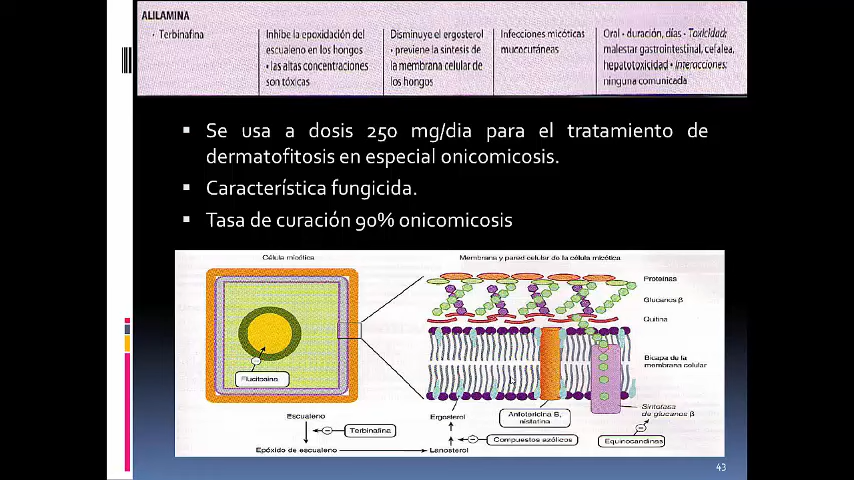 ALILAMINA
· Terbinafina
Inhibe la epoxidación del
escualeno en los hongos
• las altas concentraciones
son tóxicas
Disminuye el ergosterol
• previene la síntesis de
la membrana celular de
los hongos
Infecciones micóticas
mucocutáneas
Oral • duración, días • Toxicidad:
malestar gastrointestinal, cefalea,
hepatotoxicidad • Interacciones:
ninguna comunicada
▪ Se usa a dosis 250 mg/dia para el tratamiento de
dermatofitosis en especial onicomicosis.
▪ Característica fungicida.
▪ Tasa de curación 90% onicomicosis
Célula micótica
Membrana y pared celular de la célula micótica
Proteínas
Glucanos β
Quitina
Bicapa de la
membrana celular
Flucitosina
Sintetasa
de glucanos β
Escualeno
Terbinafina
Epóxido de escualeno
Ergosterol
Anfotericina B,
nistatina
Compuestos azólicos
Lanosterol
Equinocandinas
43